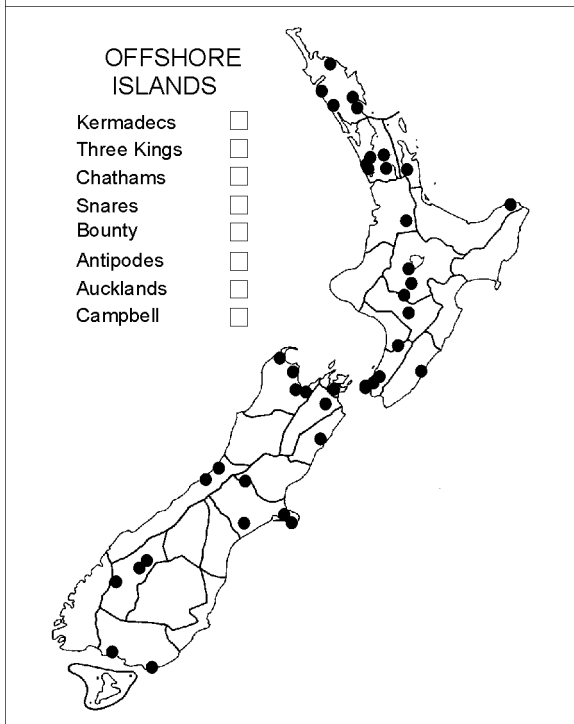 OFFSHORE
ISLANDS
Kermadecs
Three Kings
Chathams
Snares
Bounty
Antipodes
Aucklands
Campbell